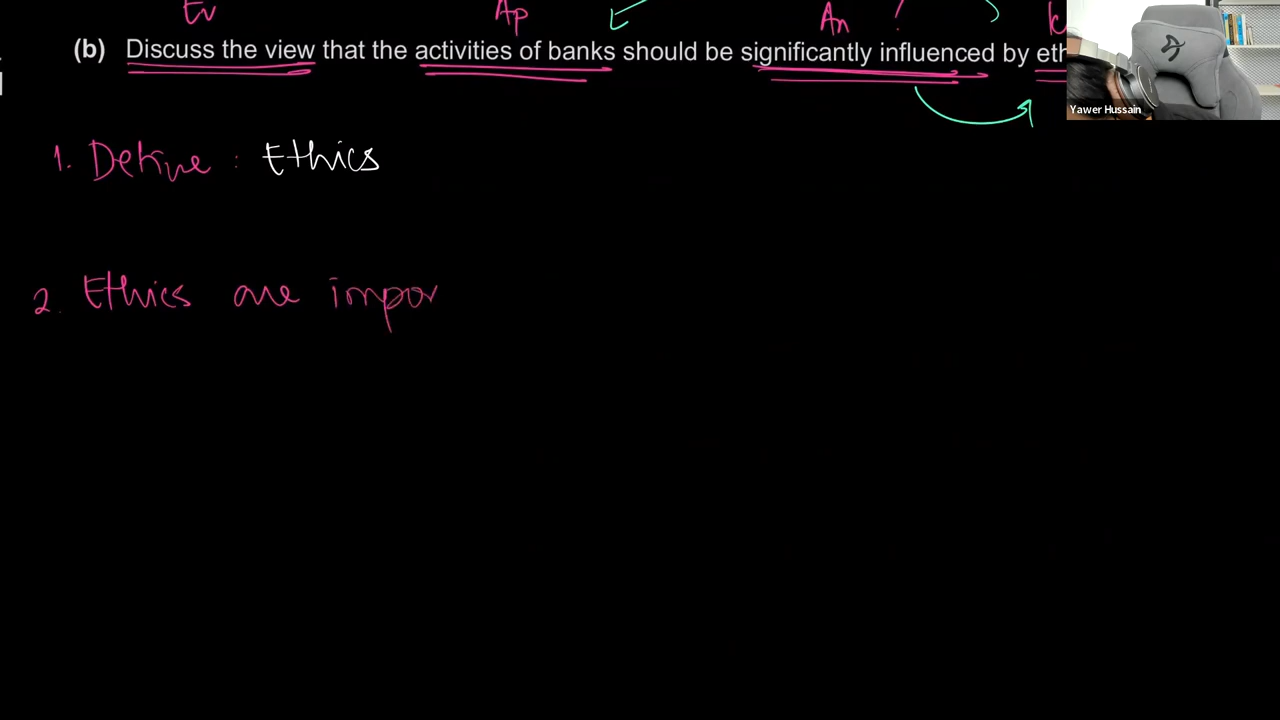 Ev Ap An ! K
(b) Discuss the view that the activities of banks should be significantly influenced by eth
Yawer Hussain
1. Define : Ethics
2. Ethics are impor